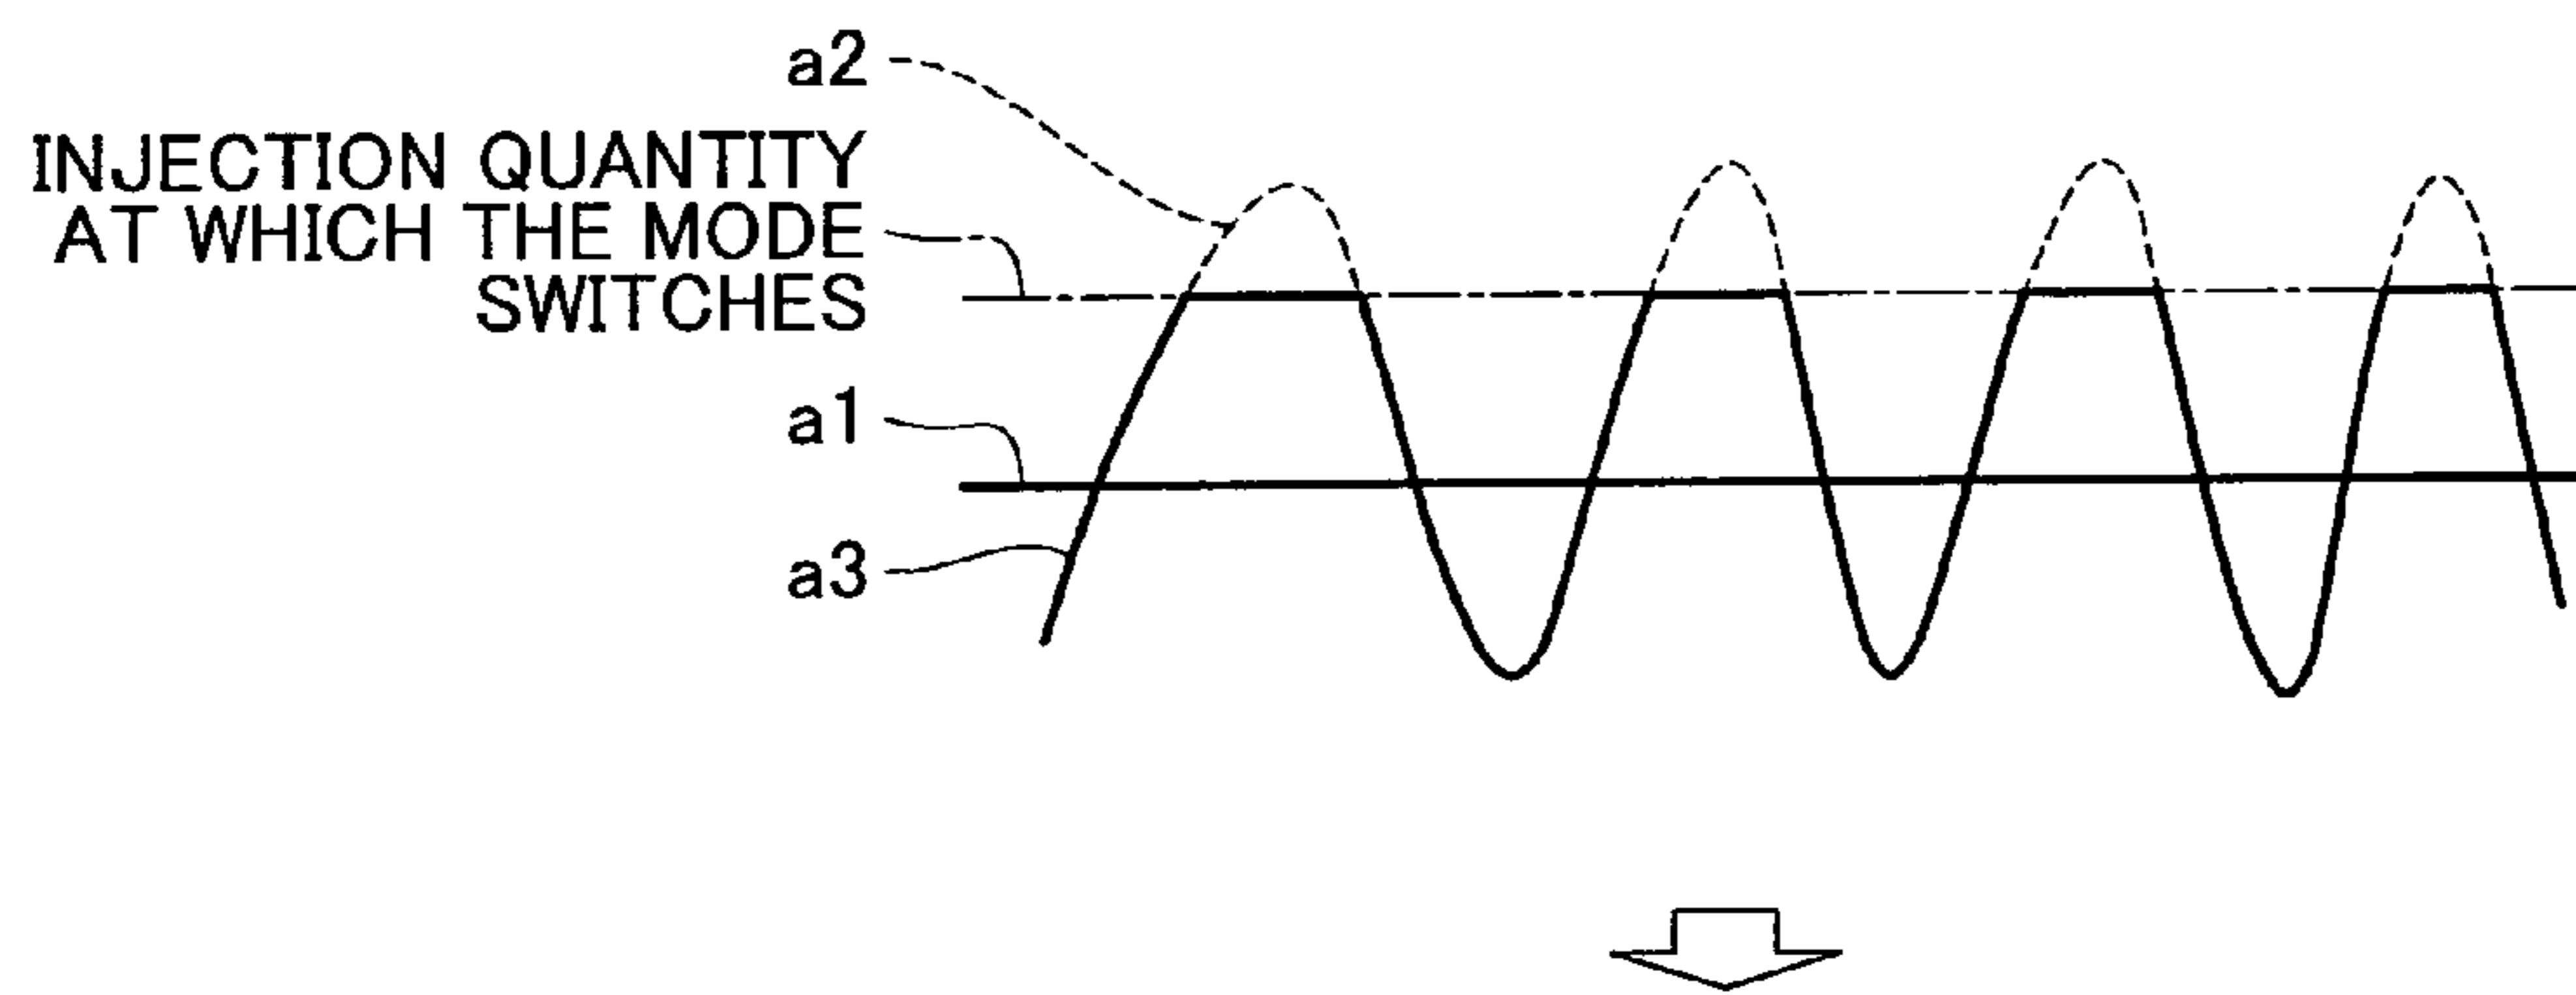 a2
INJECTION QUANTITY
AT WHICH THE MODE
SWITCHES
a1
a3